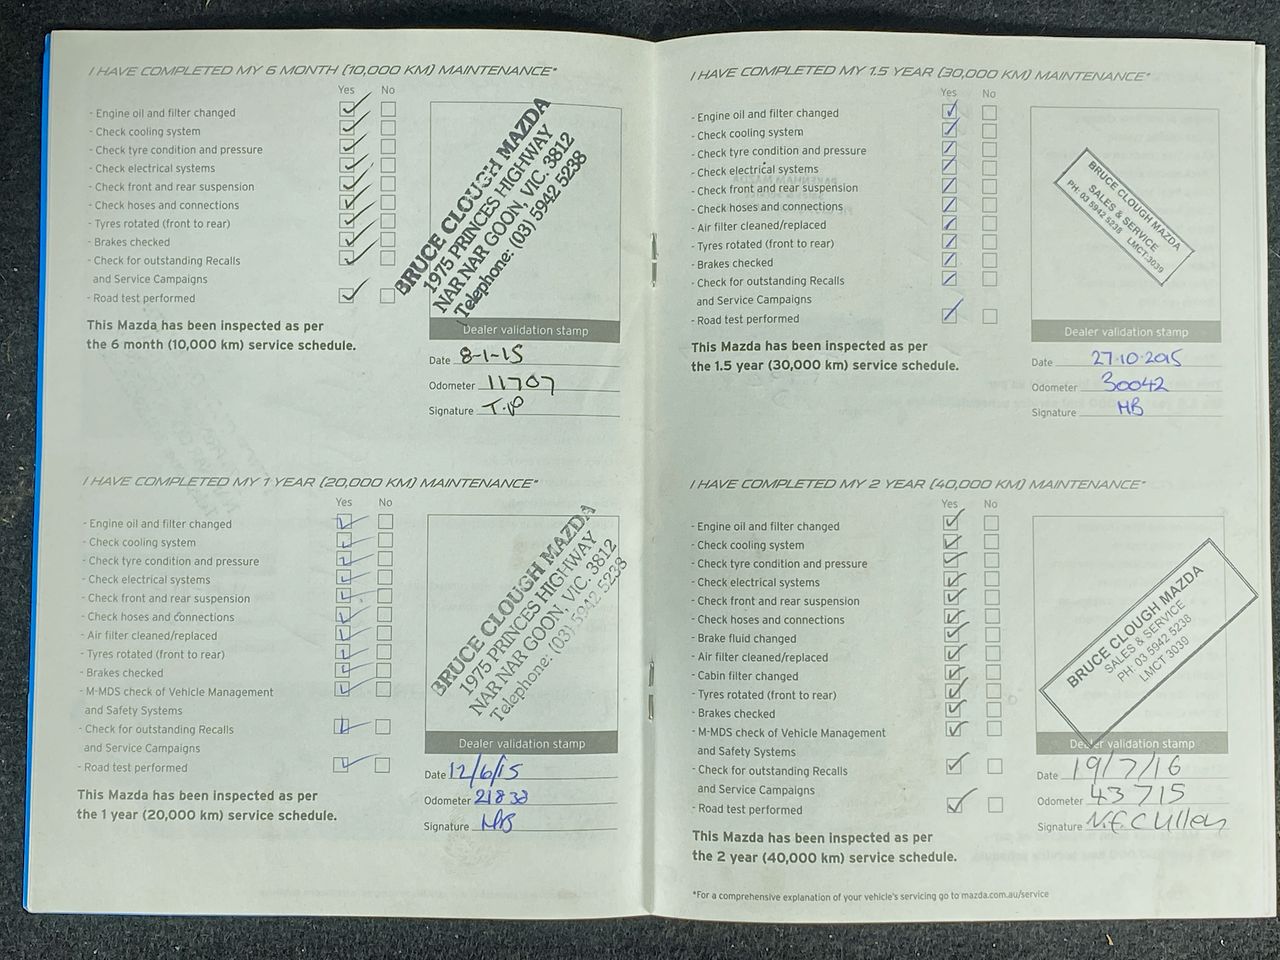 I HAVE COMPLETED MY 6 MONTH (10,000 KM) MAINTENANCE*
Yes No
- Engine oil and filter changed
- Check cooling system
- Check tyre condition and pressure
- Check electrical systems
- Check front and rear suspension
- Check hoses and connections
- Tyres rotated (front to rear)
- Brakes checked
- Check for outstanding Recalls
and Service Campaigns
- Road test performed
This Mazda has been inspected as per
the 6 month (10,000 km) service schedule.
BRUCE CLOUGH MAZDA
1975 PRINCES HIGHWAY
NAR NAR GOON, VIC. 3812
Telephone: (03) 5942 5238
Dealer validation stamp
Date 8-1-15
Odometer 11707
Signature
I HAVE COMPLETED MY 1 YEAR (20,000 KM) MAINTENANCE*
Yes No
- Engine oil and filter changed
- Check cooling system
- Check tyre condition and pressure
- Check electrical systems
- Check front and rear suspension
- Check hoses and connections
- Air filter cleaned/replaced
- Tyres rotated (front to rear)
- Brakes checked
- M-MDS check of Vehicle Management
and Safety Systems
- Check for outstanding Recalls
and Service Campaigns
- Road test performed
This Mazda has been inspected as per
the 1 year (20,000 km) service schedule.
BRUCE CLOUGH MAZDA
1975 PRINCES HIGHWAY
NAR NAR GOON, VIC. 3812
Telephone: (03) 5942 5238
Dealer validation stamp
Date 12/6/15
Odometer 21838
Signature MB
I HAVE COMPLETED MY 1.5 YEAR (30,000 KM) MAINTENANCE*
Yes No
- Engine oil and filter changed
- Check cooling system
- Check tyre condition and pressure
- Check electrical systems
- Check front and rear suspension
- Check hoses and connections
- Air filter cleaned/replaced
- Tyres rotated (front to rear)
- Brakes checked
- Check for outstanding Recalls
and Service Campaigns
- Road test performed
This Mazda has been inspected as per
the 1.5 year (30,000 km) service schedule.
BRUCE CLOUGH MAZDA
SALES & SERVICE
PH: 03 5942 5238 LMCT-3039
Dealer validation stamp
Date 27·10·2015
Odometer 30042
Signature MB
I HAVE COMPLETED MY 2 YEAR (40,000 KM) MAINTENANCE*
Yes No
- Engine oil and filter changed
- Check cooling system
- Check tyre condition and pressure
- Check electrical systems
- Check front and rear suspension
- Check hoses and connections
- Brake fluid changed
- Air filter cleaned/replaced
- Cabin filter changed
- Tyres rotated (front to rear)
- Brakes checked
- M-MDS check of Vehicle Management
and Safety Systems
- Check for outstanding Recalls
and Service Campaigns
- Road test performed
This Mazda has been inspected as per
the 2 year (40,000 km) service schedule.
BRUCE CLOUGH MAZDA
SALES & SERVICE
PH: 03 5942 5238
LMCT 3039
Dealer validation stamp
Date 19/7/16
Odometer 43715
Signature
*For a comprehensive explanation of your vehicle's servicing go to mazda.com.au/service